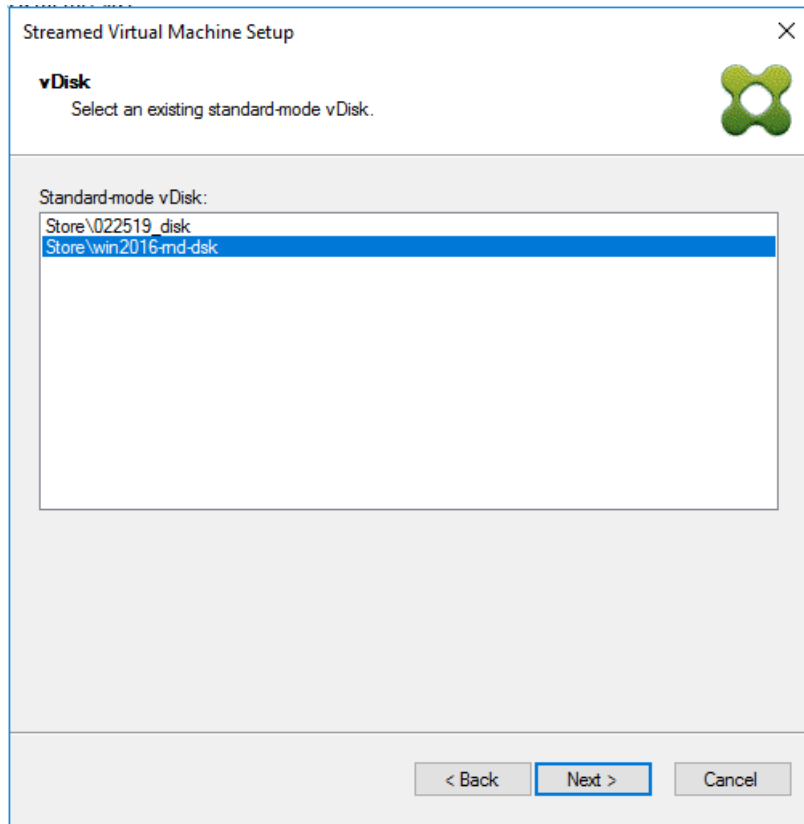 Streamed Virtual Machine Setup
vDisk
Select an existing standard-mode vDisk.
Standard-mode vDisk:
Store\022519_disk
Store\win2016-rnd-dsk
< Back
Next >
Cancel